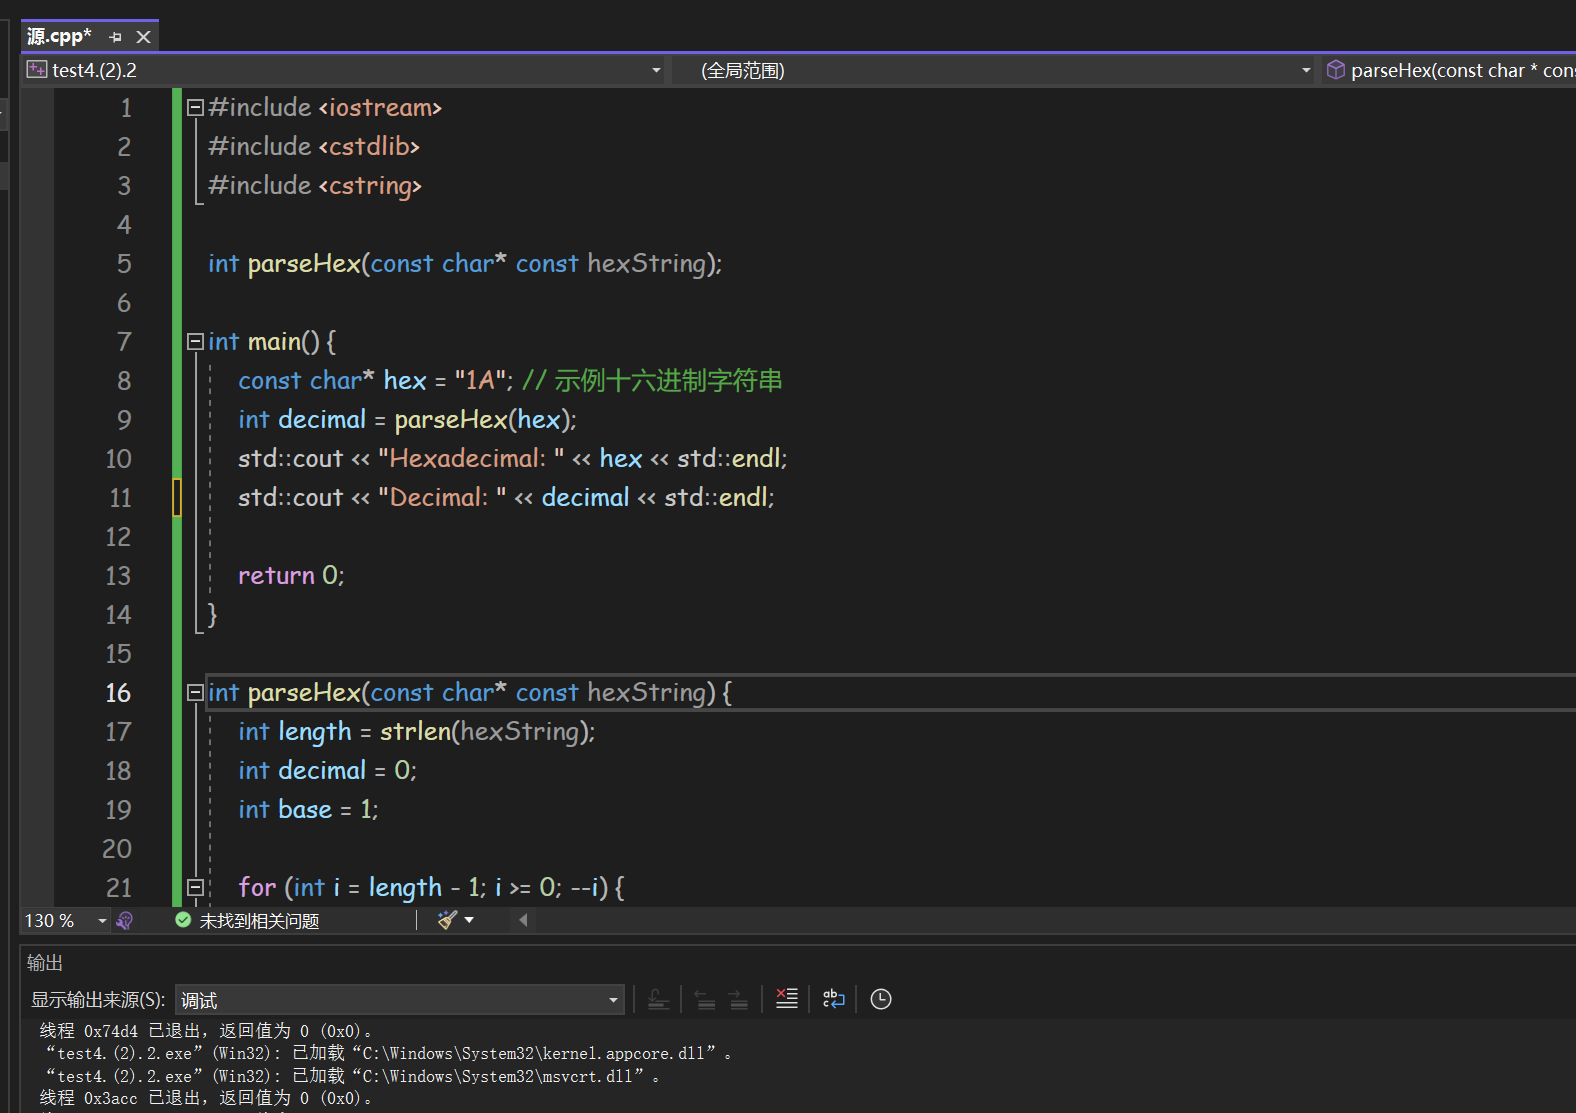 源.cpp*
test4.(2).2 (全局范围) parseHex(const char * cons
1 #include <iostream>
2 #include <cstdlib>
3 #include <cstring>
4
5 int parseHex(const char* const hexString);
6
7 int main() {
8 const char* hex = "1A"; // 示例十六进制字符串
9 int decimal = parseHex(hex);
10 std::cout << "Hexadecimal: " << hex << std::endl;
11 std::cout << "Decimal: " << decimal << std::endl;
12
13 return 0;
14 }
15
16 int parseHex(const char* const hexString) {
17 int length = strlen(hexString);
18 int decimal = 0;
19 int base = 1;
20
21 for (int i = length - 1; i >= 0; --i) {
130 % 未找到相关问题
输出
显示输出来源(S): 调试
线程 0x74d4 已退出，返回值为 0 (0x0)。
“test4.(2).2.exe”(Win32): 已加载“C:\Windows\System32\kernel.appcore.dll”。
“test4.(2).2.exe”(Win32): 已加载“C:\Windows\System32\msvcrt.dll”。
线程 0x3acc 已退出，返回值为 0 (0x0)。